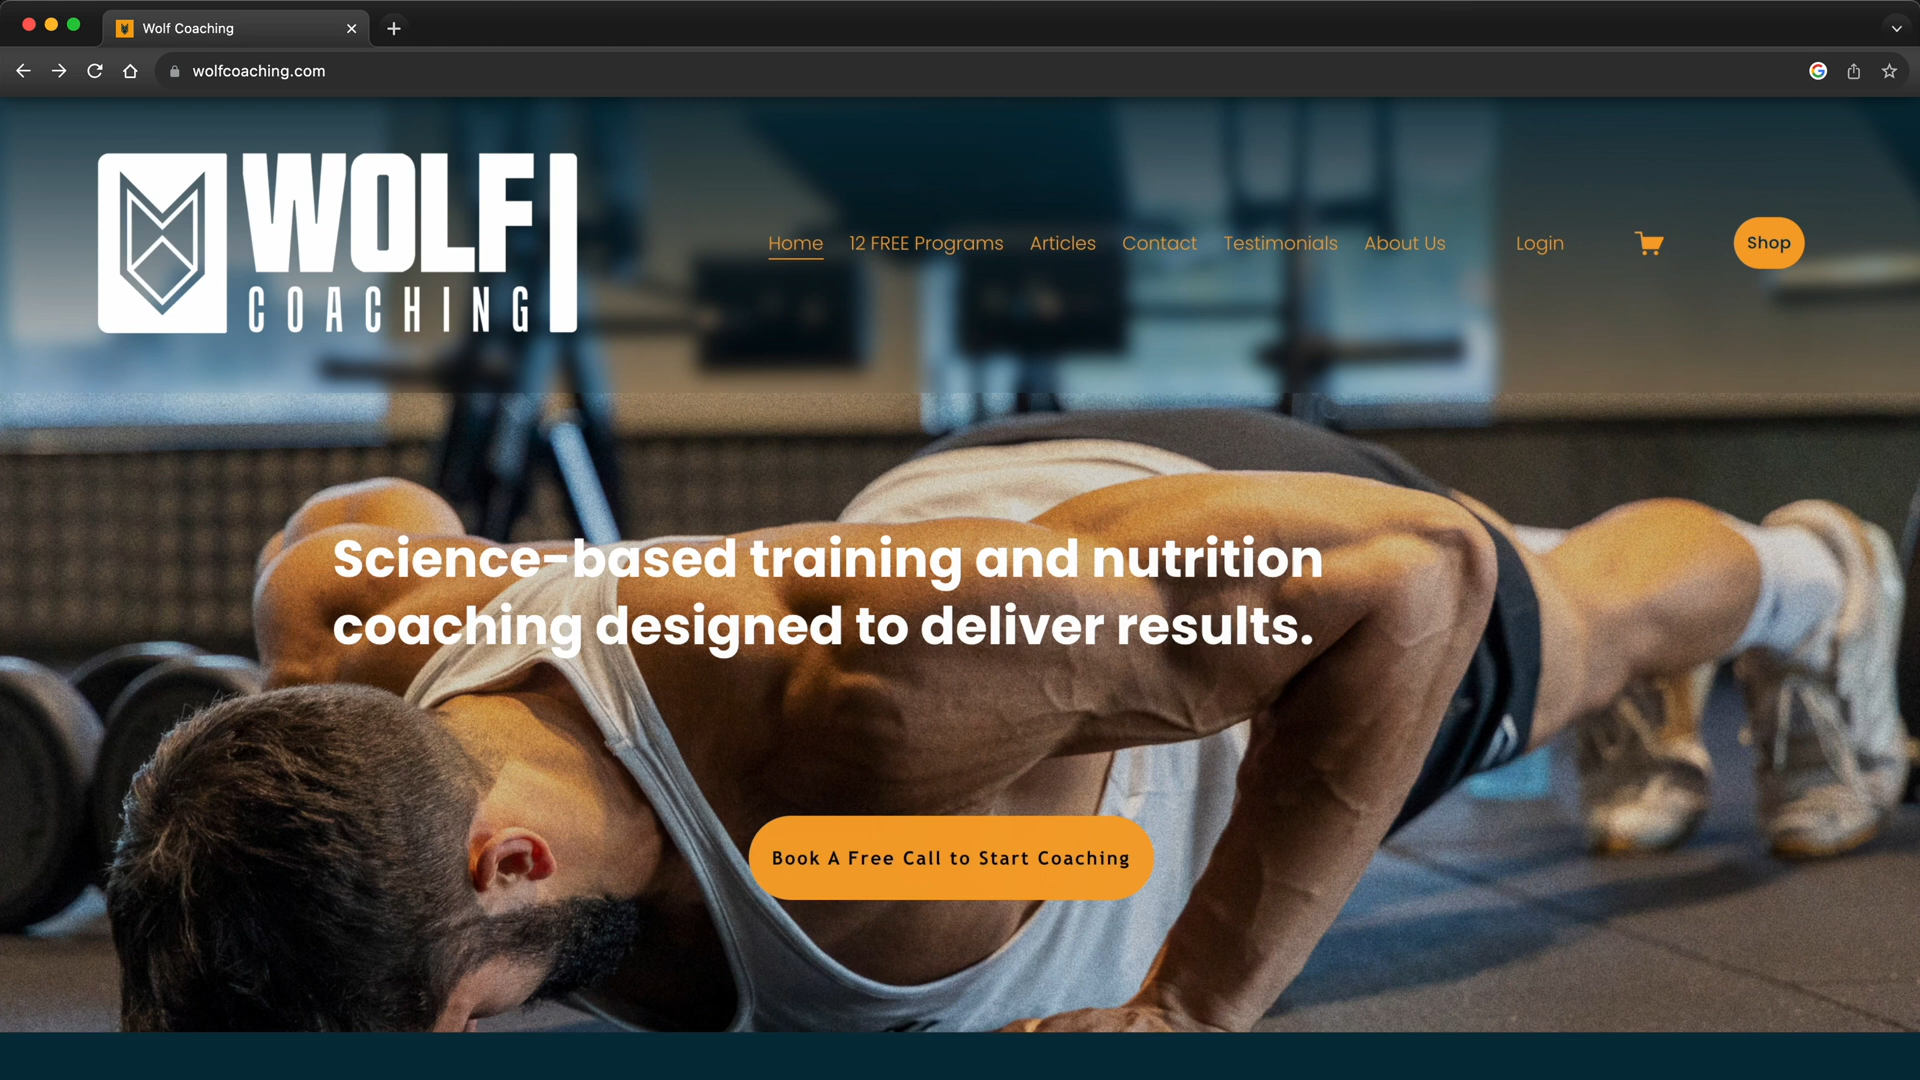 Wolf Coaching
wolfcoaching.com
WOLF
COACHING
Home 12 FREE Programs Articles Contact Testimonials About Us Login Shop
Science-based training and nutrition
coaching designed to deliver results.
Book A Free Call to Start Coaching